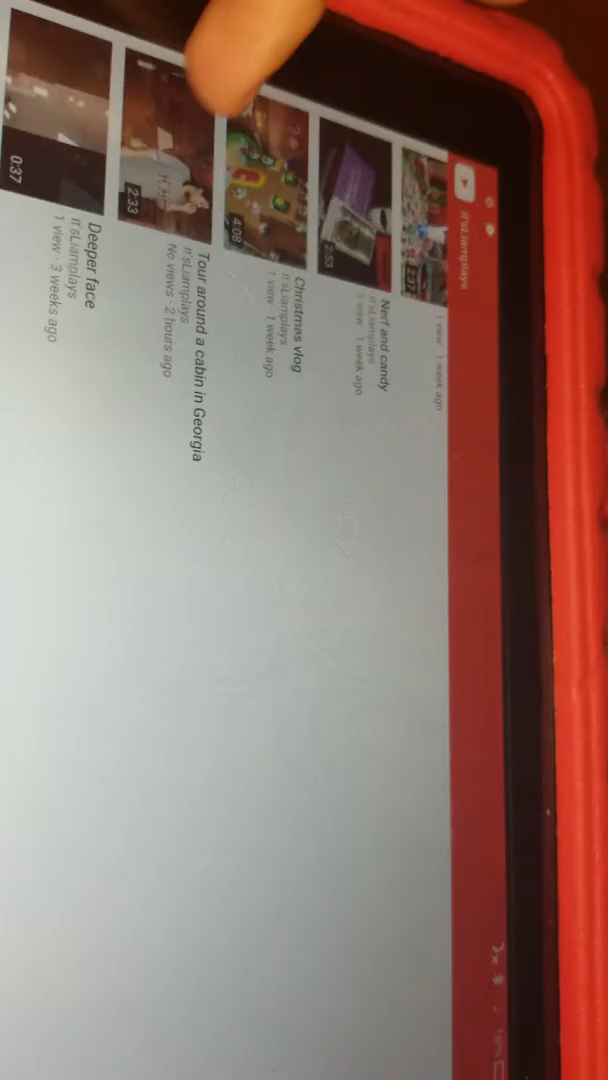 it'sLiamplays
1 view · 1 week ago
2:37
Nerf and candy
it'sLiamplays
1 view · 1 week ago
2:53
Christmas vlog
it'sLiamplays
1 view · 1 week ago
4:08
Tour around a cabin in Georgia
it'sLiamplays
No views · 2 hours ago
2:33
Deeper face
it'sLiamplays
1 view · 3 weeks ago
0:37